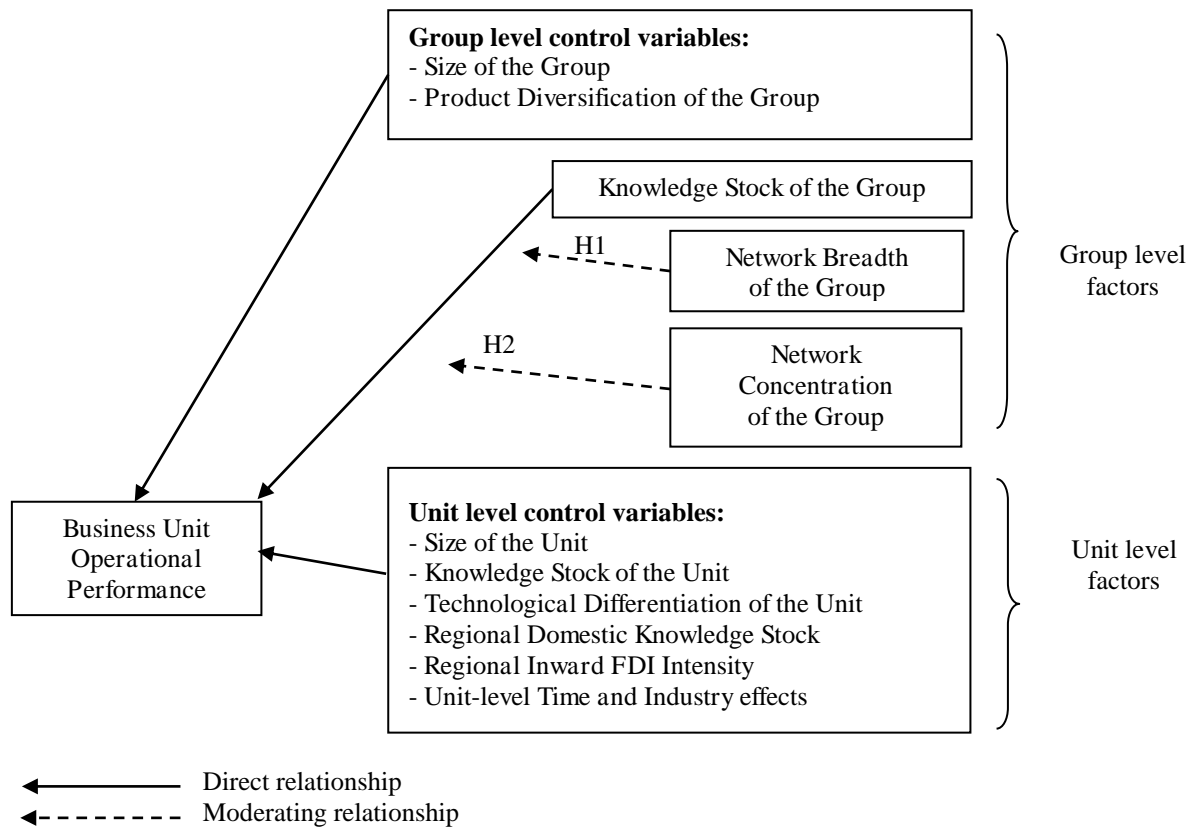 Group level control variables:
- Size of the Group
- Product Diversification of the Group
Knowledge Stock of the Group
H1
Network Breadth
of the Group
Group level
factors
H2
Network
Concentration
of the Group
Business Unit
Operational
Performance
Unit level control variables:
- Size of the Unit
- Knowledge Stock of the Unit
- Technological Differentiation of the Unit
- Regional Domestic Knowledge Stock
- Regional Inward FDI Intensity
- Unit-level Time and Industry effects
Unit level
factors
Direct relationship
Moderating relationship